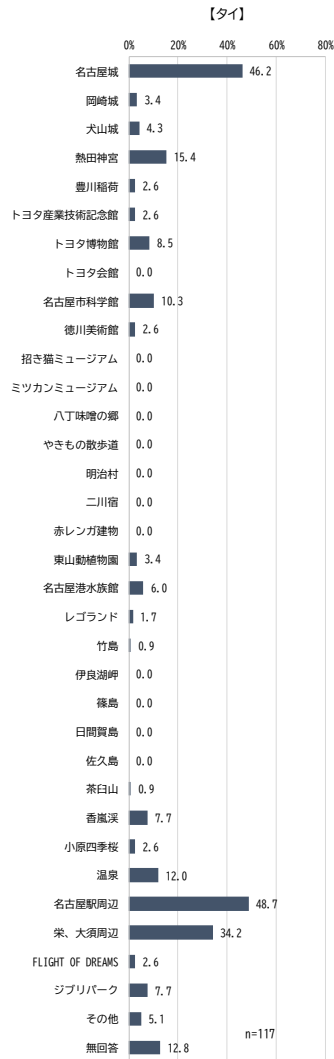 【タイ】
0% 20% 40% 60% 80%
名古屋城 46.2
岡崎城 3.4
犬山城 4.3
熱田神宮 15.4
豊川稲荷 2.6
トヨタ産業技術記念館 2.6
トヨタ博物館 8.5
トヨタ会館 0.0
名古屋市科学館 10.3
徳川美術館 2.6
招き猫ミュージアム 0.0
ミツカンミュージアム 0.0
八丁味噌の郷 0.0
やきもの散歩道 0.0
明治村 0.0
二川宿 0.0
赤レンガ建物 0.0
東山動植物園 3.4
名古屋港水族館 6.0
レゴランド 1.7
竹島 0.9
伊良湖岬 0.0
篠島 0.0
日間賀島 0.0
佐久島 0.0
茶臼山 0.9
香嵐渓 7.7
小原四季桜 2.6
温泉 12.0
名古屋駅周辺 48.7
栄、大須周辺 34.2
FLIGHT OF DREAMS 2.6
ジブリパーク 7.7
その他 5.1
n=117
無回答 12.8